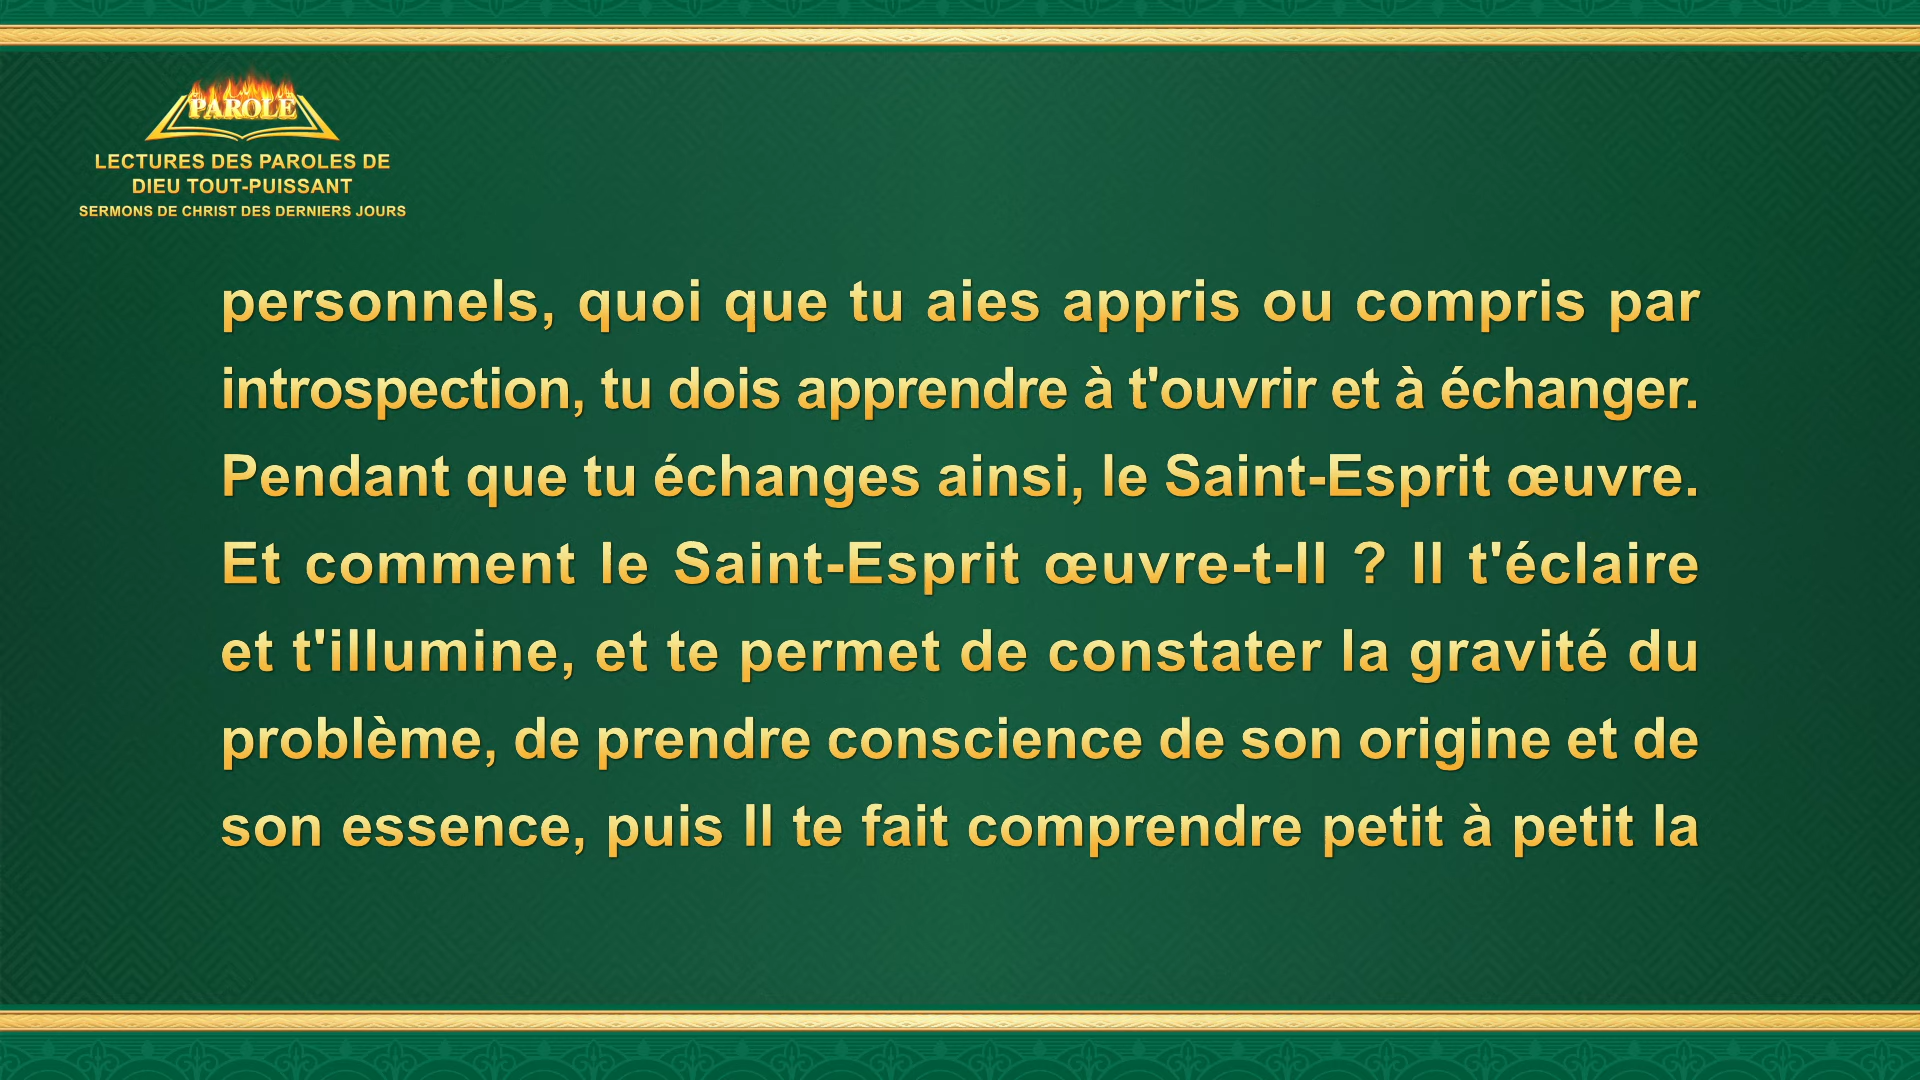 PAROLE
LECTURES DES PAROLES DE
DIEU TOUT-PUISSANT
SERMONS DE CHRIST DES DERNIERS JOURS
personnels, quoi que tu aies appris ou compris par
introspection, tu dois apprendre à t'ouvrir et à échanger.
Pendant que tu échanges ainsi, le Saint-Esprit œuvre.
Et comment le Saint-Esprit œuvre-t-Il ? Il t'éclaire
et t'illumine, et te permet de constater la gravité du
problème, de prendre conscience de son origine et de
son essence, puis Il te fait comprendre petit à petit la